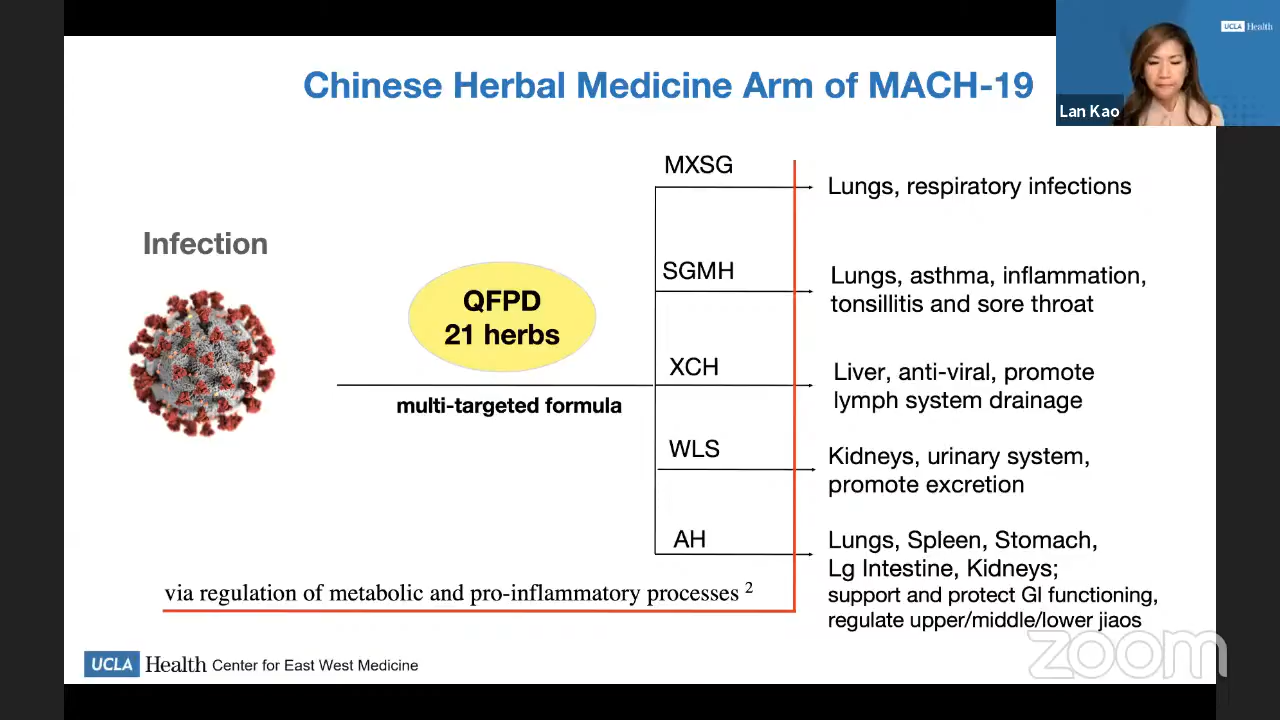 Chinese Herbal Medicine Arm of MACH-19
UCLA Health
Lan Kao
Infection
QFPD
21 herbs
multi-targeted formula
MXSG
Lungs, respiratory infections
SGMH
Lungs, asthma, inflammation,
tonsillitis and sore throat
XCH
Liver, anti-viral, promote
lymph system drainage
WLS
Kidneys, urinary system,
promote excretion
AH
Lungs, Spleen, Stomach,
Lg Intestine, Kidneys;
support and protect GI functioning,
regulate upper/middle/lower jiaos
via regulation of metabolic and pro-inflammatory processes 2
UCLA Health Center for East West Medicine
zoom